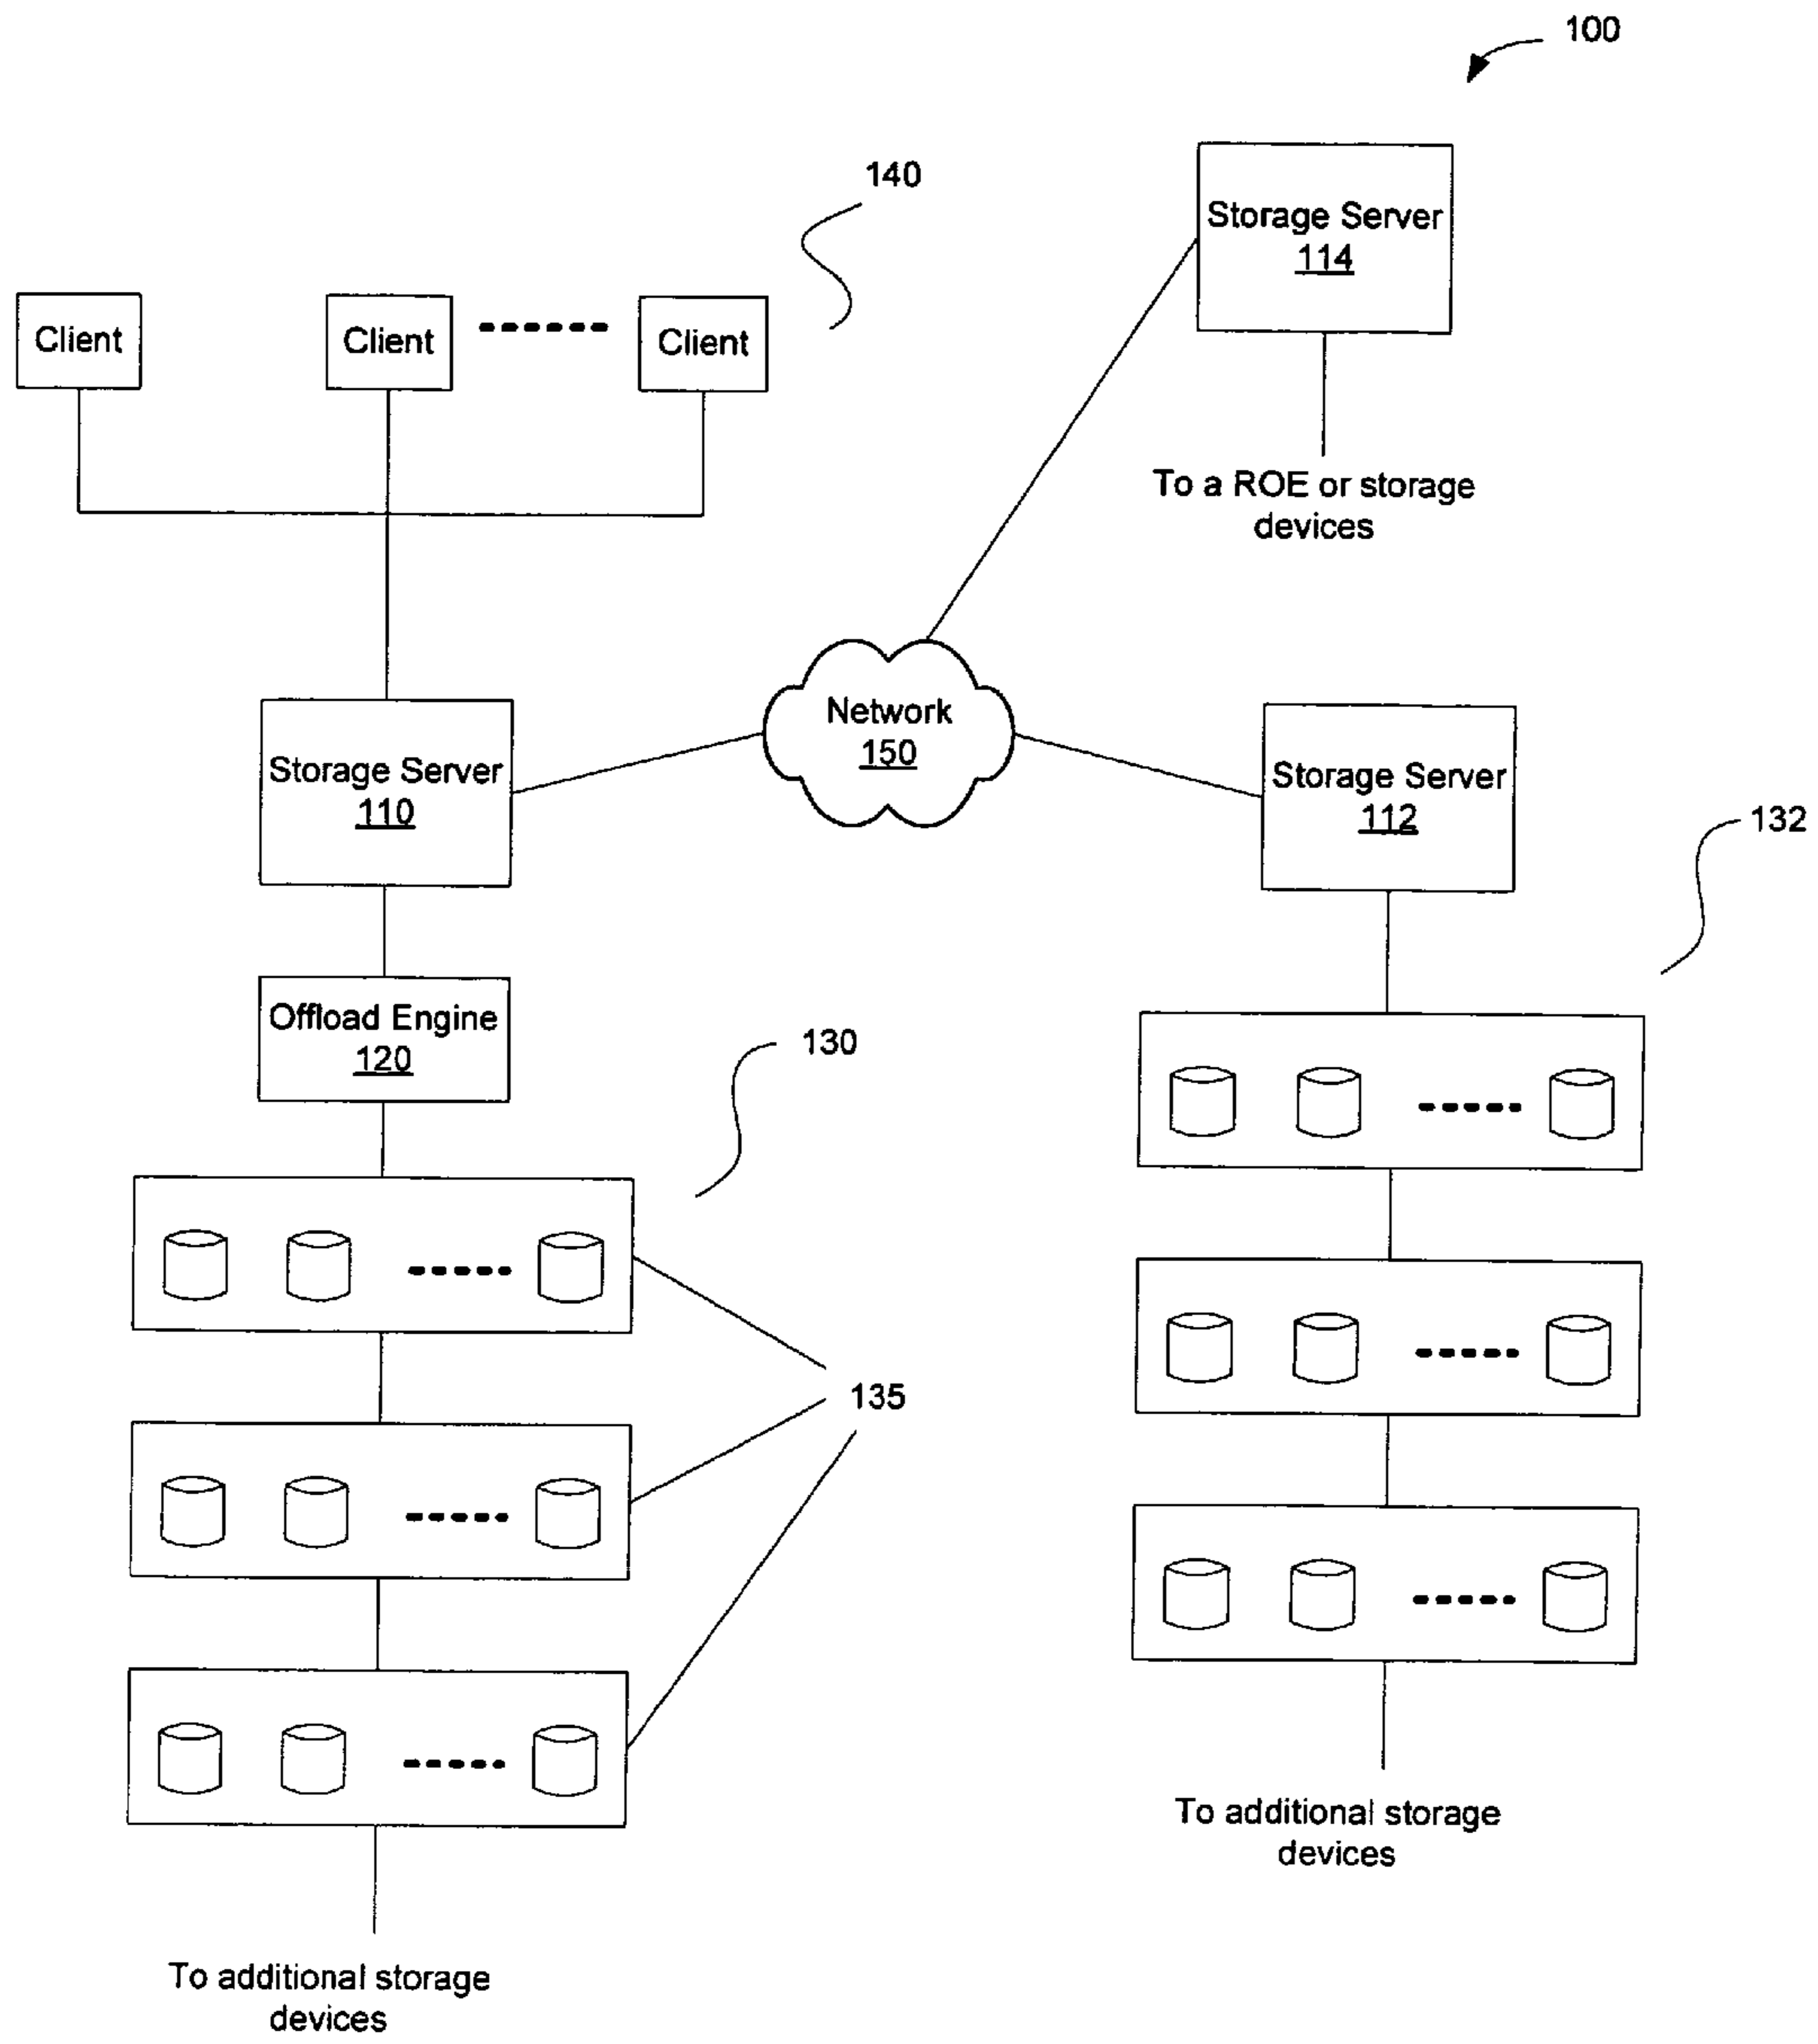 100
140
Storage Server
114
Client
Client
Client
To a ROE or storage
devices
Network
150
Storage Server
110
Storage Server
112
132
Offload Engine
120
130
135
To additional storage
devices
To additional storage
devices